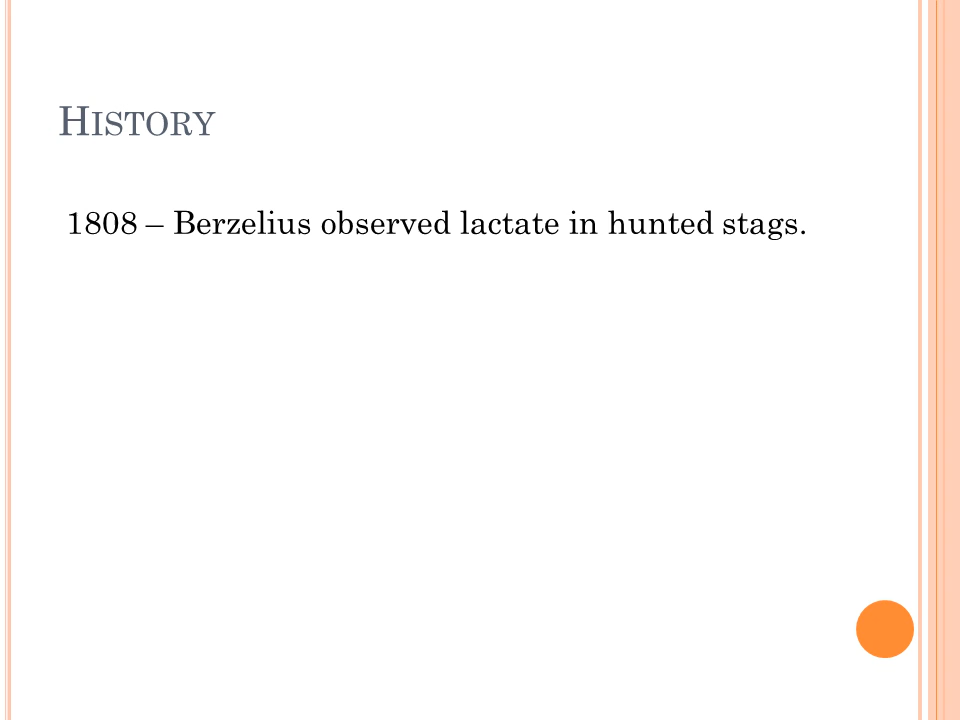 History
1808 – Berzelius observed lactate in hunted stags.